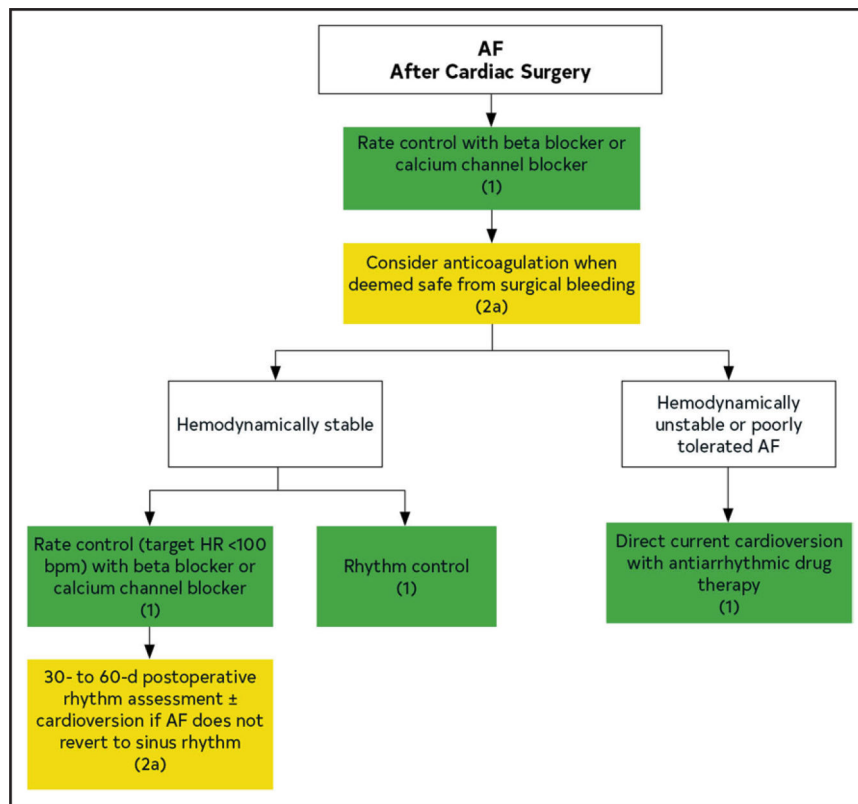 AF
After Cardiac Surgery
Rate control with beta blocker or
calcium channel blocker
(1)
Consider anticoagulation when
deemed safe from surgical bleeding
(2a)
Hemodynamically stable
Hemodynamically
unstable or poorly
tolerated AF
Rate control (target HR <100
bpm) with beta blocker or
calcium channel blocker
(1)
Rhythm control
(1)
Direct current cardioversion
with antiarrhythmic drug
therapy
(1)
30- to 60-d postoperative
rhythm assessment ±
cardioversion if AF does not
revert to sinus rhythm
(2a)